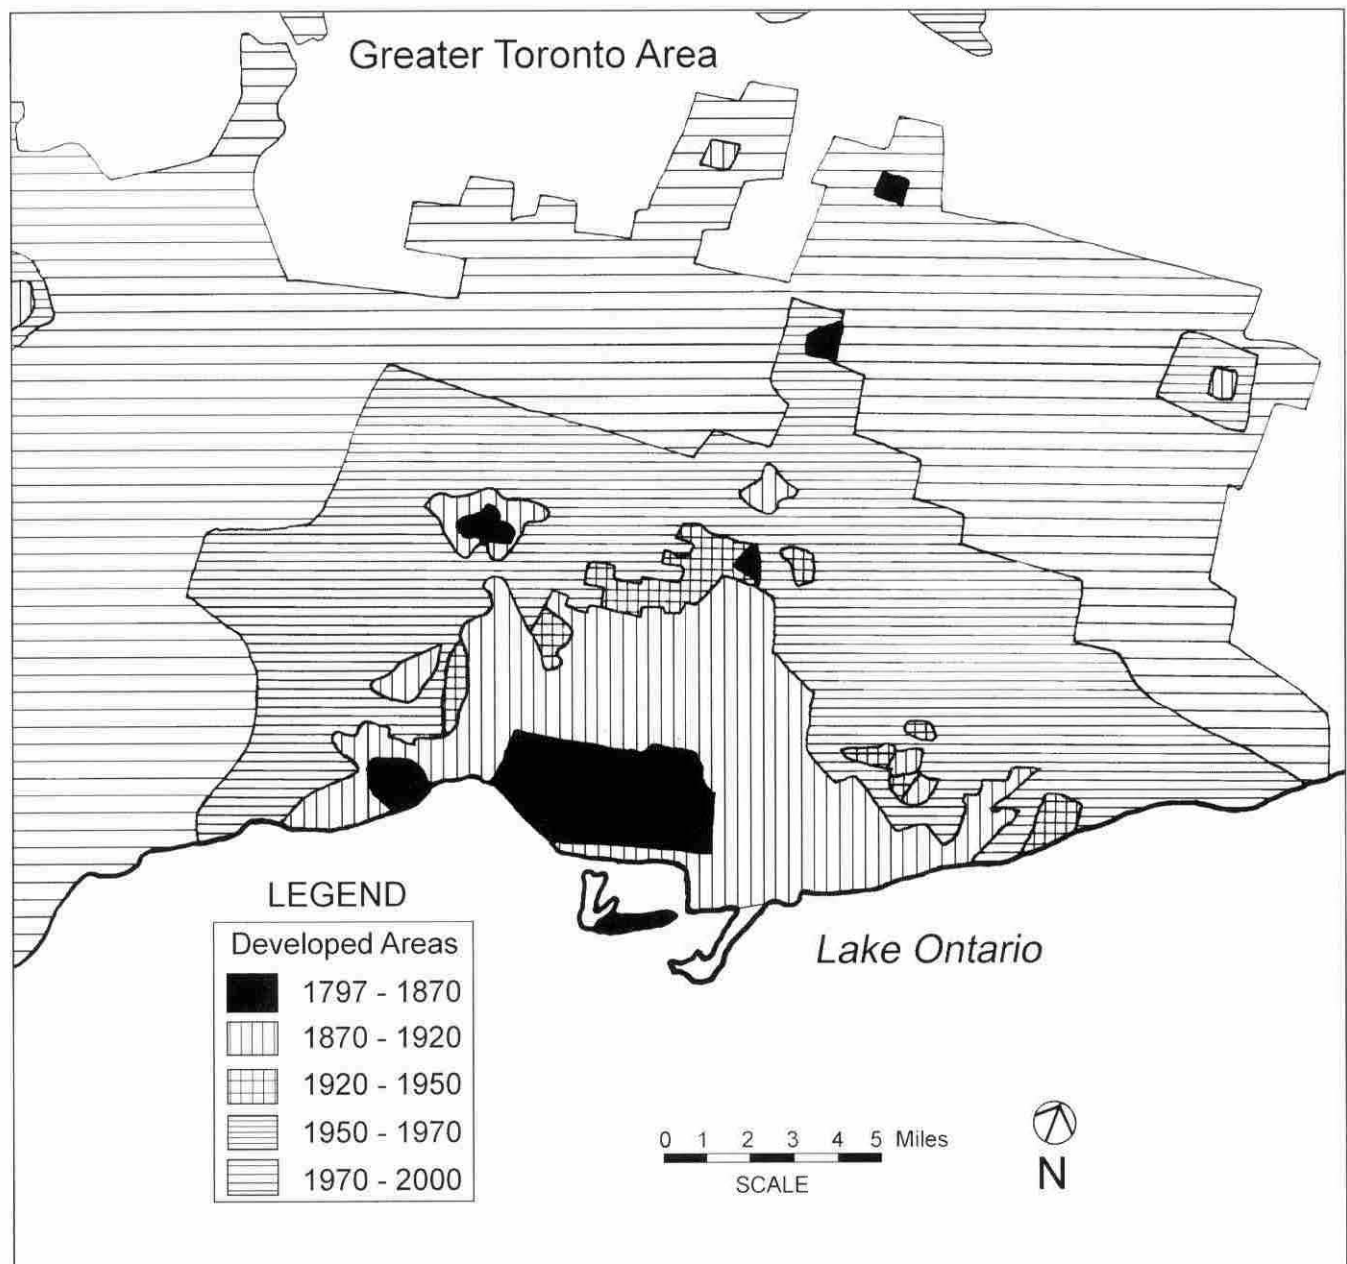 Greater Toronto Area
Lake Ontario
LEGEND
Developed Areas
1797 - 1870
1870 - 1920
1920 - 1950
1950 - 1970
1970 - 2000
0 1 2 3 4 5 Miles
SCALE
N